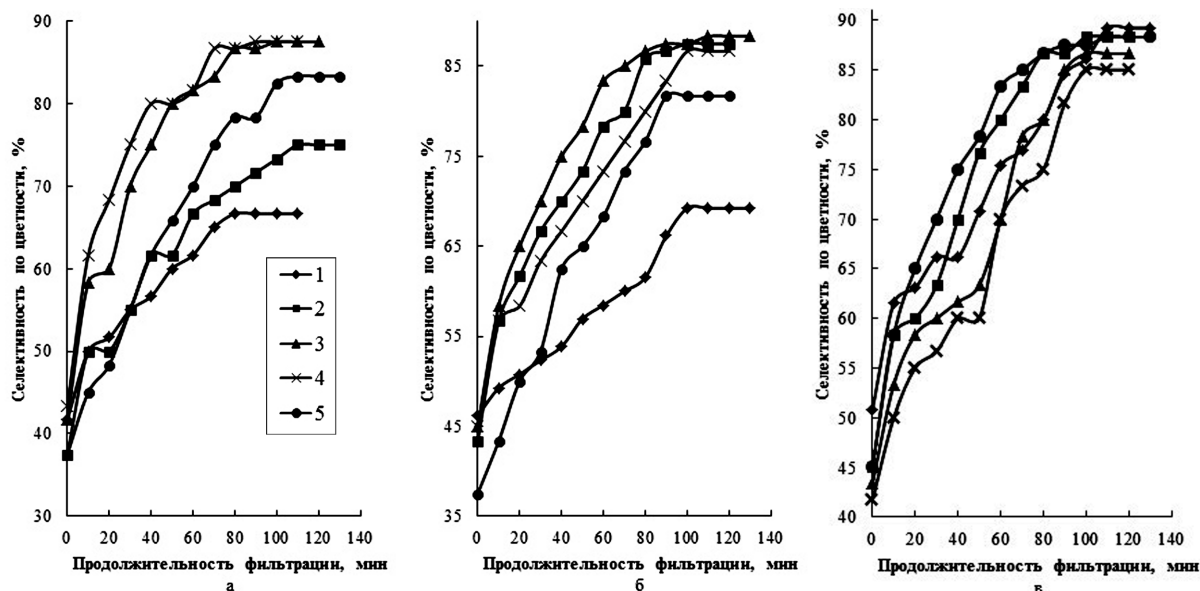 90
80
70
60
50
40
30
Селективность по цветности, %
1
2
3
4
5
0 20 40 60 80 100 120 140
Продолжительность фильтрации, мин
а
85
75
65
55
45
35
Селективность по цветности, %
0 20 40 60 80 100 120 140
Продолжительность фильтрации, мин
б
90
85
80
75
70
65
60
55
50
45
40
Селективность по цветности, %
0 20 40 60 80 100 120 140
Продолжительность фильтрации, мин
в